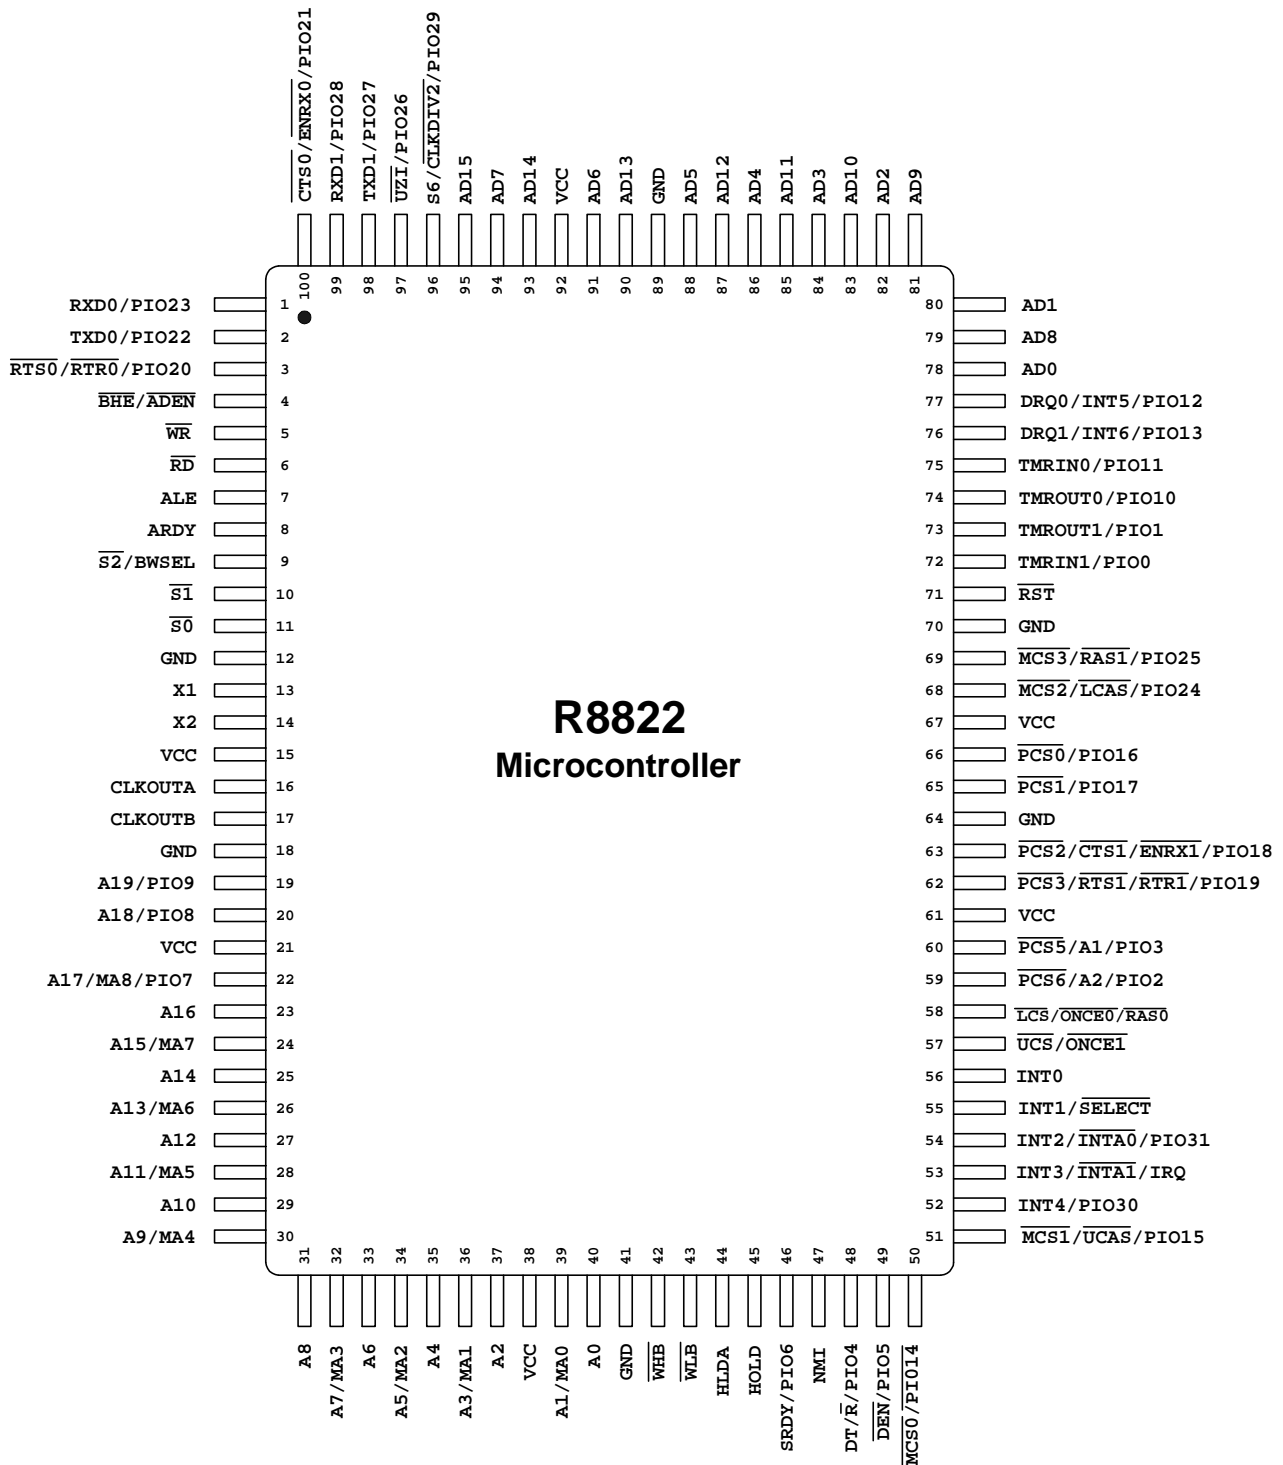 CTS0/ENRX0/PIO21
RXD1/PIO28
TXD1/PIO27
UZI/PIO26
S6/CLKDIV2/PIO29
AD15
AD7
AD14
VCC
AD6
AD13
GND
AD5
AD12
AD4
AD11
AD3
AD10
AD2
AD9
100
99
98
97
96
95
94
93
92
91
90
89
88
87
86
85
84
83
82
81
RXD0/PIO23 1
TXD0/PIO22 2
RTS0/RTR0/PIO20 3
BHE/ADEN 4
WR 5
RD 6
ALE 7
ARDY 8
S2/BWSEL 9
S1 10
S0 11
GND 12
X1 13
X2 14
VCC 15
CLKOUTA 16
CLKOUTB 17
GND 18
A19/PIO9 19
A18/PIO8 20
VCC 21
A17/MA8/PIO7 22
A16 23
A15/MA7 24
A14 25
A13/MA6 26
A12 27
A11/MA5 28
A10 29
A9/MA4 30
R8822
Microcontroller
80 AD1
79 AD8
78 AD0
77 DRQ0/INT5/PIO12
76 DRQ1/INT6/PIO13
75 TMRIN0/PIO11
74 TMROUT0/PIO10
73 TMROUT1/PIO1
72 TMRIN1/PIO0
71 RST
70 GND
69 MCS3/RAS1/PIO25
68 MCS2/LCAS/PIO24
67 VCC
66 PCS0/PIO16
65 PCS1/PIO17
64 GND
63 PCS2/CTS1/ENRX1/PIO18
62 PCS3/RTS1/RTR1/PIO19
61 VCC
60 PCS5/A1/PIO3
59 PCS6/A2/PIO2
58 LCS/ONCE0/RAS0
57 UCS/ONCE1
56 INT0
55 INT1/SELECT
54 INT2/INTA0/PIO31
53 INT3/INTA1/IRQ
52 INT4/PIO30
51 MCS1/UCAS/PIO15
31
32
33
34
35
36
37
38
39
40
41
42
43
44
45
46
47
48
49
50
A8
A7/MA3
A6
A5/MA2
A4
A3/MA1
A2
VCC
A1/MA0
A0
GND
WHB
WLB
HLDA
HOLD
SRDY/PIO6
NMI
DT/R/PIO4
DEN/PIO5
MCS0/PI014